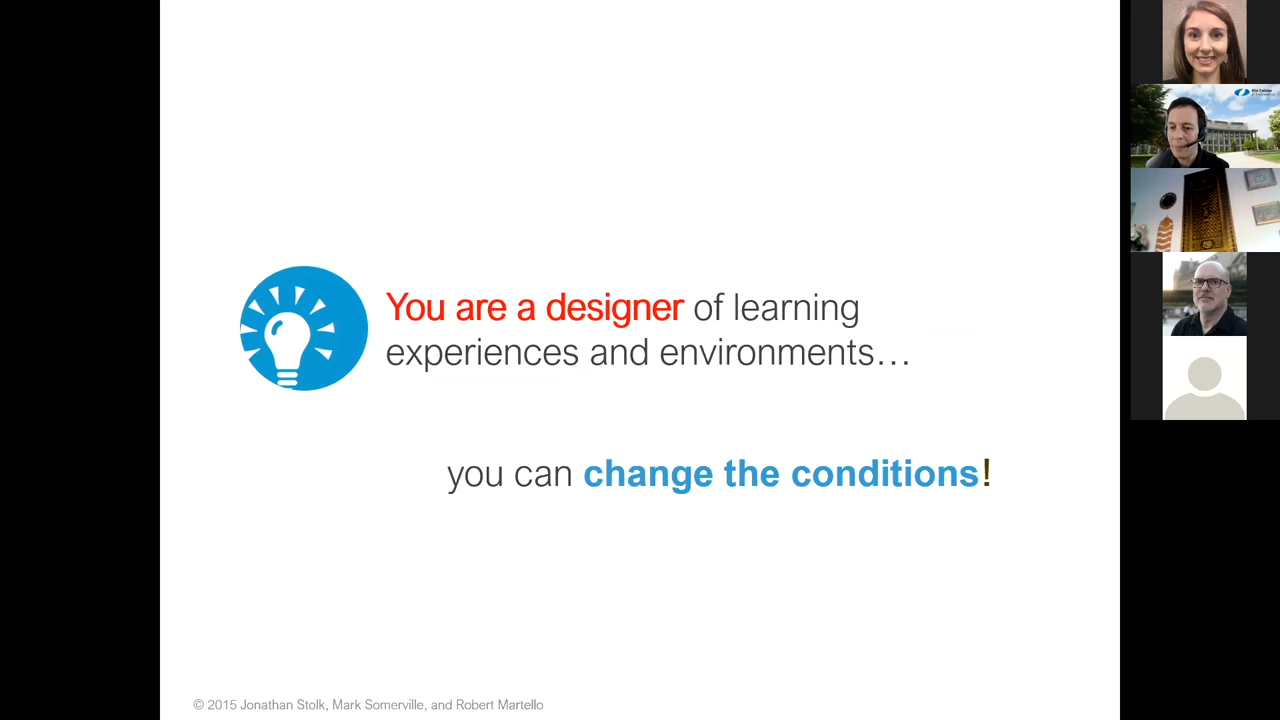 You are a designer of learning
experiences and environments…
you can change the conditions!
© 2015 Jonathan Stolk, Mark Somerville, and Robert Martello